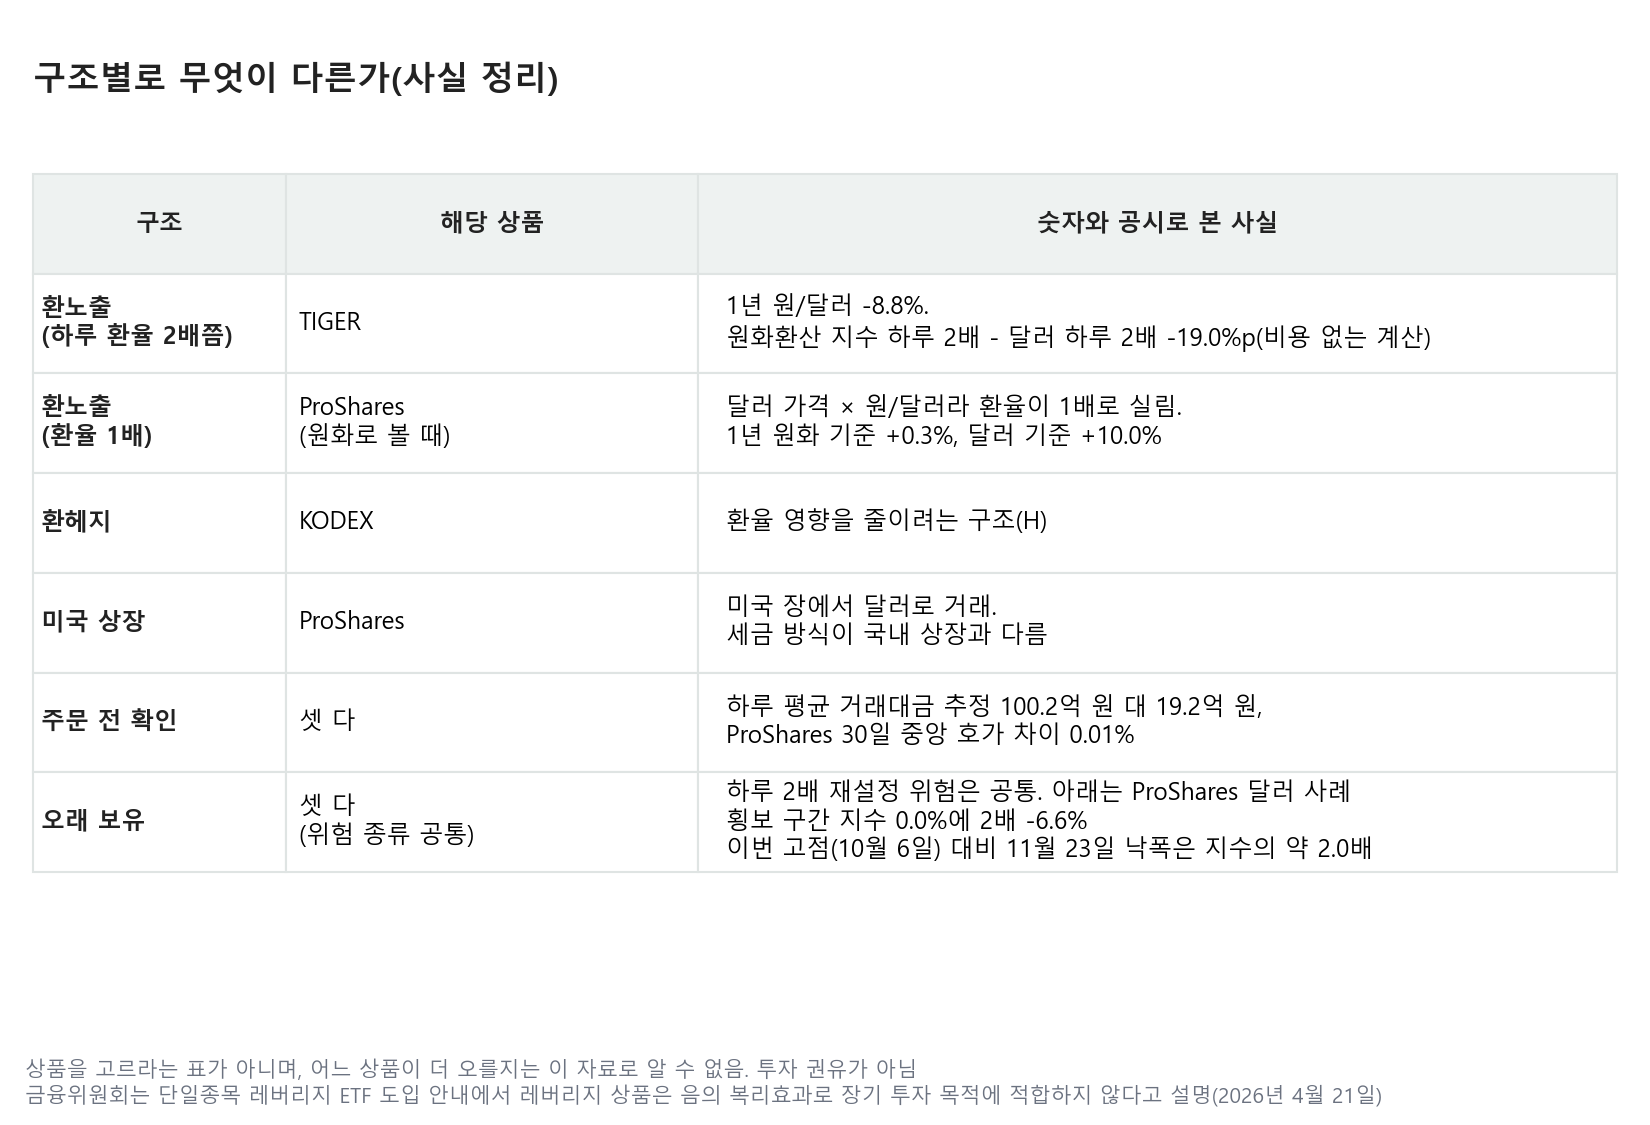 구조별로 무엇이 다른가(사실 정리)
구조
해당 상품
숫자와 공시로 본 사실
환노출
(하루 환율 2배쯤)
TIGER
1년 원/달러 -8.8%.
원화환산 지수 하루 2배 - 달러 하루 2배 -19.0%p(비용 없는 계산)
환노출
(환율 1배)
ProShares
(원화로 볼 때)
달러 가격 × 원/달러라 환율이 1배로 실림.
1년 원화 기준 +0.3%, 달러 기준 +10.0%
환헤지
KODEX
환율 영향을 줄이려는 구조(H)
미국 상장
ProShares
미국 장에서 달러로 거래.
세금 방식이 국내 상장과 다름
주문 전 확인
셋 다
하루 평균 거래대금 추정 100.2억 원 대 19.2억 원,
ProShares 30일 중앙 호가 차이 0.01%
오래 보유
셋 다
(위험 종류 공통)
하루 2배 재설정 위험은 공통. 아래는 ProShares 달러 사례
횡보 구간 지수 0.0%에 2배 -6.6%
이번 고점(10월 6일) 대비 11월 23일 낙폭은 지수의 약 2.0배
상품을 고르라는 표가 아니며, 어느 상품이 더 오를지는 이 자료로 알 수 없음. 투자 권유가 아님
금융위원회는 단일종목 레버리지 ETF 도입 안내에서 레버리지 상품은 음의 복리효과로 장기 투자 목적에 적합하지 않다고 설명(2026년 4월 21일)